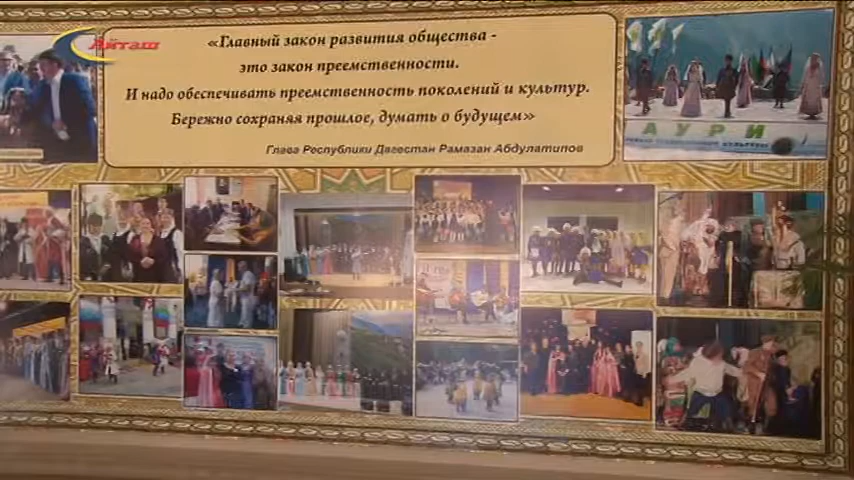 Айташ
«Главный закон развития общества -
это закон преемственности.
И надо обеспечивать преемственность поколений и культур.
Бережно сохраняя прошлое, думать о будущем»
Глава Республики Дагестан Рамазан Абдулатипов